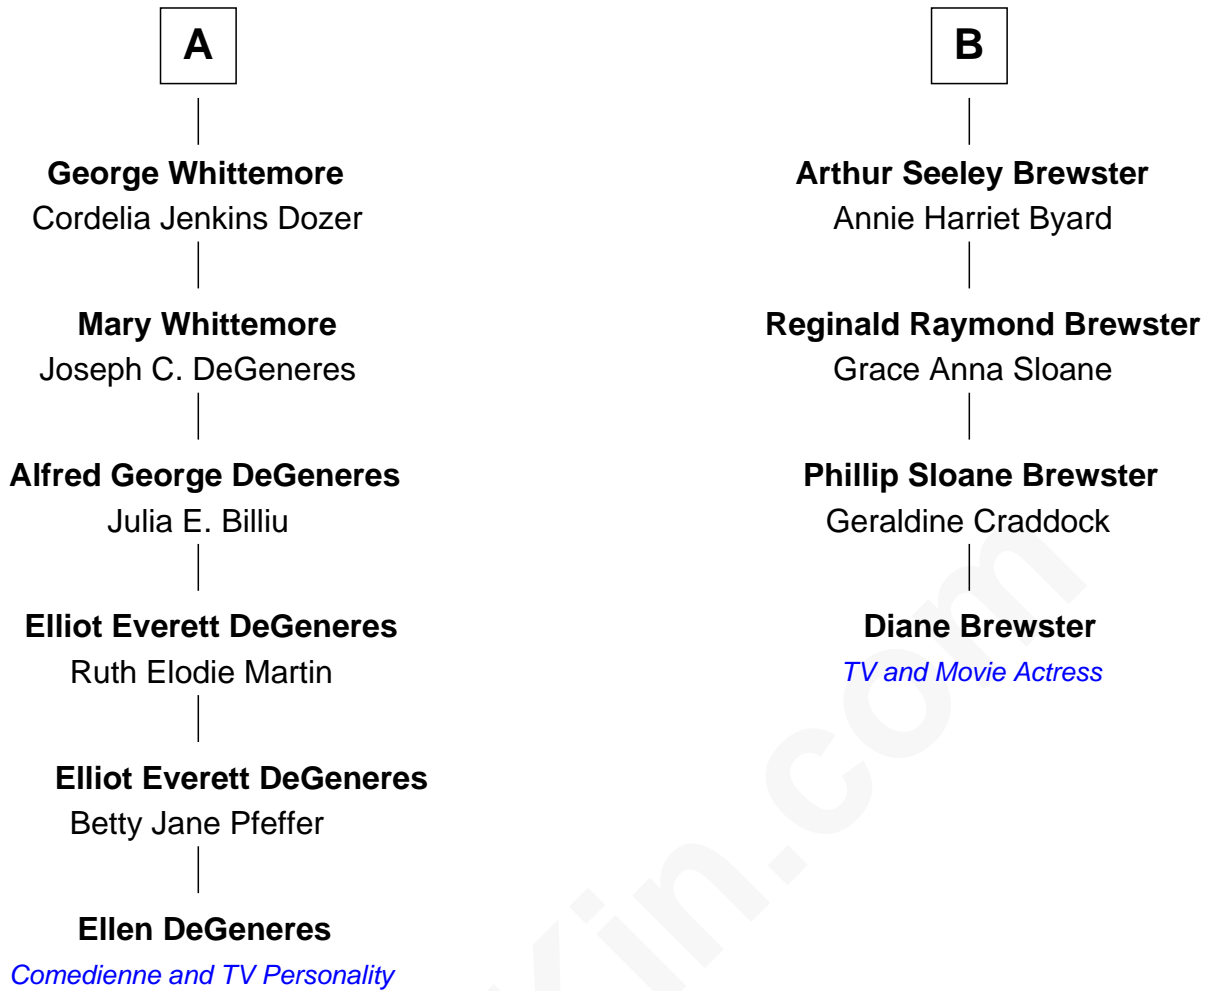 A
George Whittemore
Cordelia Jenkins Dozer
Mary Whittemore
Joseph C. DeGeneres
Alfred George DeGeneres
Julia E. Billiu
Elliot Everett DeGeneres
Ruth Elodie Martin
Elliot Everett DeGeneres
Betty Jane Pfeffer
Ellen DeGeneres
Comedienne and TV Personality
B
Arthur Seeley Brewster
Annie Harriet Byard
Reginald Raymond Brewster
Grace Anna Sloane
Phillip Sloane Brewster
Geraldine Craddock
Diane Brewster
TV and Movie Actress